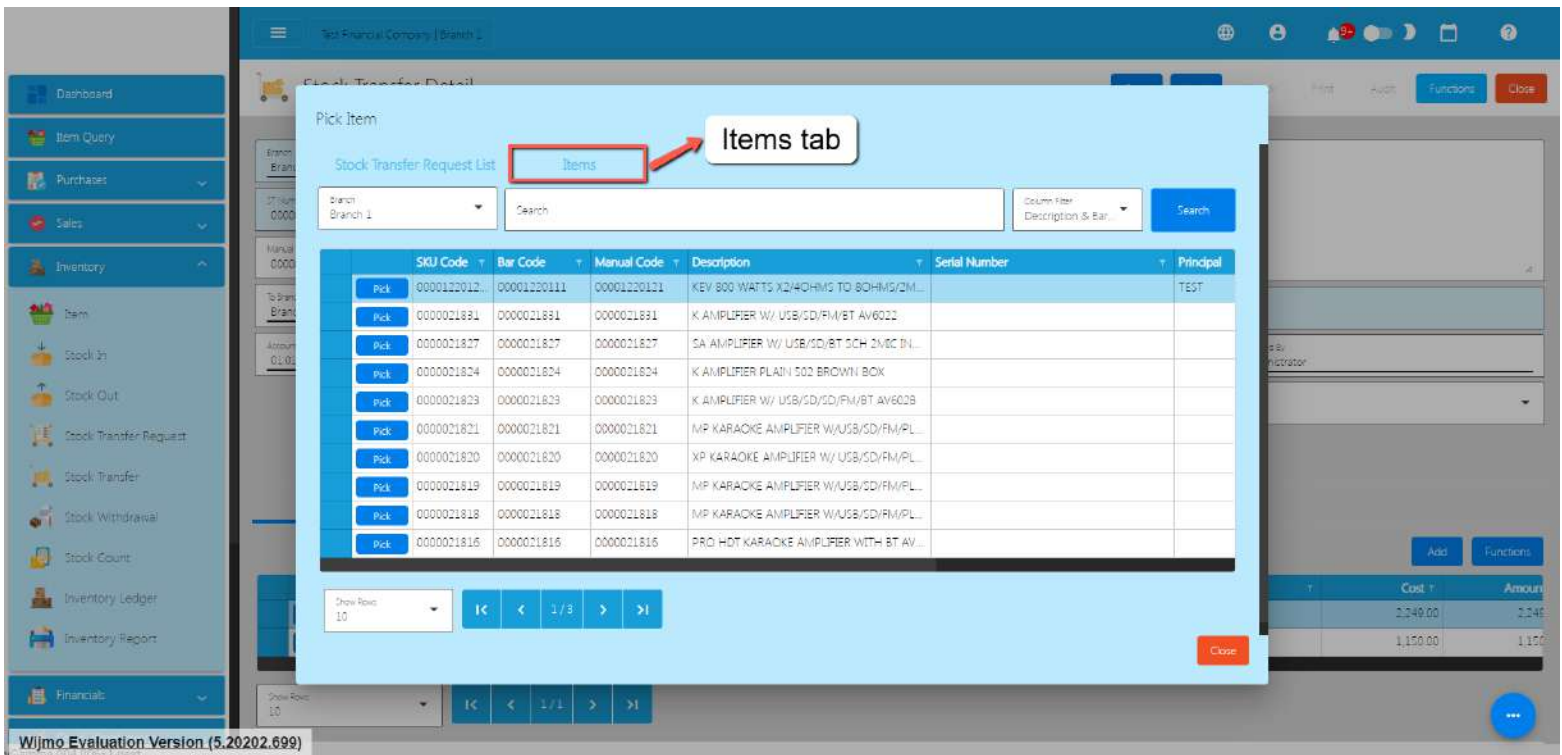 Test Financial Company | Branch 1
9+
Stock Transfer Detail
Print
Audit
Functions
Close
Dashboard
Item Query
Purchases
Sales
Inventory
Item
Stock In
Stock Out
Stock Transfer Request
Stock Transfer
Stock Withdrawal
Stock Count
Inventory Ledger
Inventory Report
Financials
Pick Item
Items tab
Stock Transfer Request List
Items
Branch
Branch 1
Search
Column Filter
Description & Bar...
Search
SKU Code Bar Code Manual Code Description Serial Number Principal
Pick 0000122012... 00001220111 00001220121 KEV 800 WATTS X2/4OHMS TO 8OHMS/2M... TEST
Pick 0000021831 0000021831 0000021831 K AMPLIFIER W/ USB/SD/FM/BT AV6022
Pick 0000021827 0000021827 0000021827 SA AMPLIFIER W/ USB/SD/BT 5CH 2MIC IN...
Pick 0000021824 0000021824 0000021824 K AMPLIFIER PLAIN 502 BROWN BOX
Pick 0000021823 0000021823 0000021823 K AMPLIFIER W/ USB/SD/SD/FM/BT AV602B
Pick 0000021821 0000021821 0000021821 MP KARAOKE AMPLIFIER W/USB/SD/FM/PL...
Pick 0000021820 0000021820 0000021820 XP KARAOKE AMPLIFIER W/ USB/SD/FM/PL...
Pick 0000021819 0000021819 0000021819 MP KARAOKE AMPLIFIER W/USB/SD/FM/PL...
Pick 0000021818 0000021818 0000021818 MP KARAOKE AMPLIFIER W/USB/SD/FM/PL...
Pick 0000021816 0000021816 0000021816 PRO HDT KARAOKE AMPLIFIER WITH BT AV...
Show Rows
10
1/3
Close
Add
Functions
Cost Amoun
2,249.00 2,249
1,150.00 1,150
Show Rows
10
1/1
Wijmo Evaluation Version (5.20202.699)